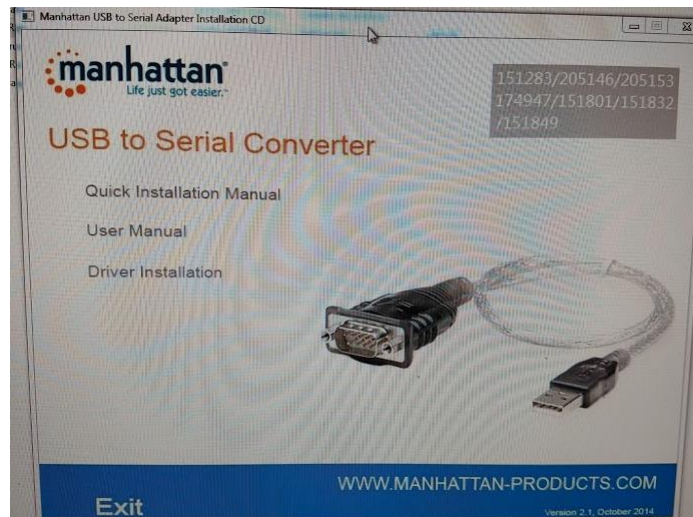 Manhattan USB to Serial Adapter Installation CD
manhattan
Life just got easier.™
151283/205146/205153
174947/151801/151832
/151849
USB to Serial Converter
Quick Installation Manual
User Manual
Driver Installation
WWW.MANHATTAN-PRODUCTS.COM
Exit
Version 2.1, October 2014